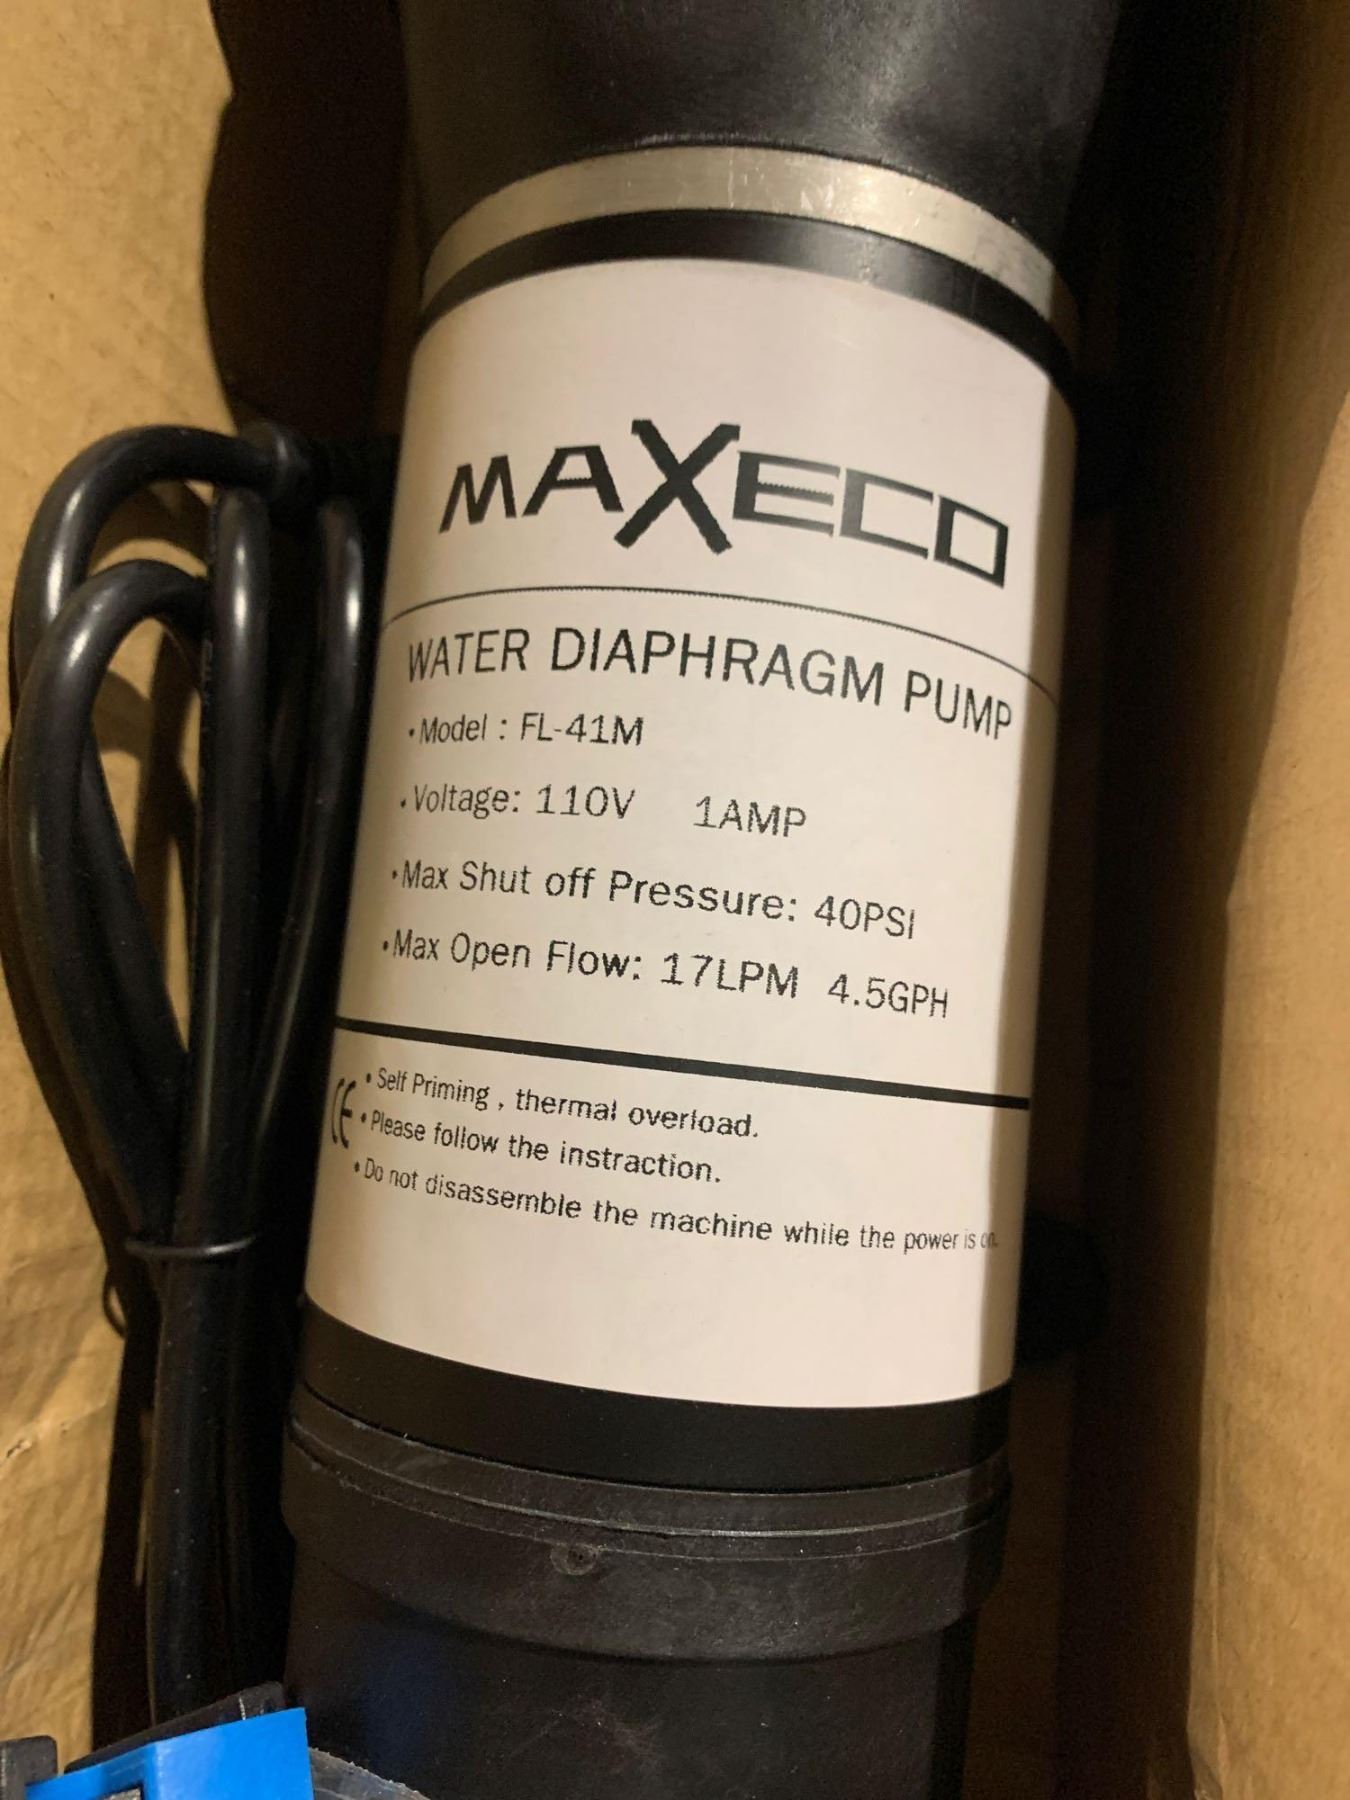 MAXECO
WATER DIAPHRAGM PUMP
·Model : FL-41M
·Voltage: 110V 1AMP
·Max Shut off Pressure: 40PSI
·Max Open Flow: 17LPM 4.5GPH
CE
· Self Priming , thermal overload.
· Please follow the instraction.
· Do not disassemble the machine while the power is on.